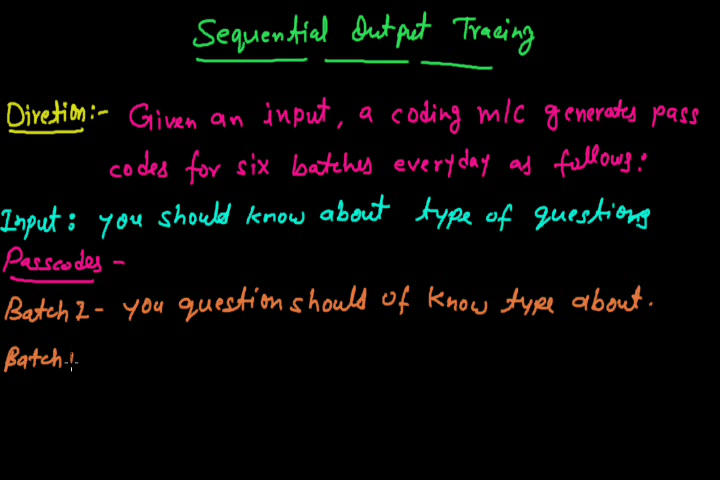 Sequential Output Tracing
Diretion:- Given an input, a coding m/c generates pass
codes for six batches everyday as follows:
Input: you should know about type of questions
Passcodes -
Batch I - you question should of know type about.
Batch